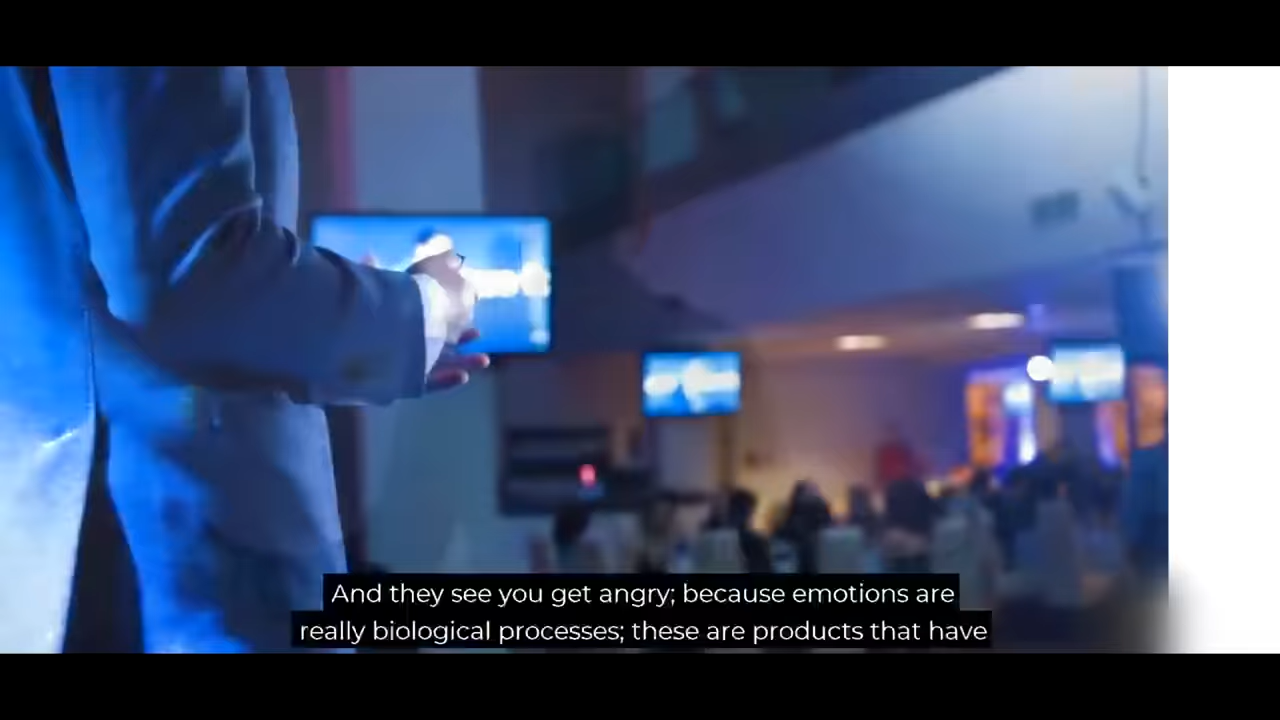 And they see you get angry; because emotions are
really biological processes; these are products that have